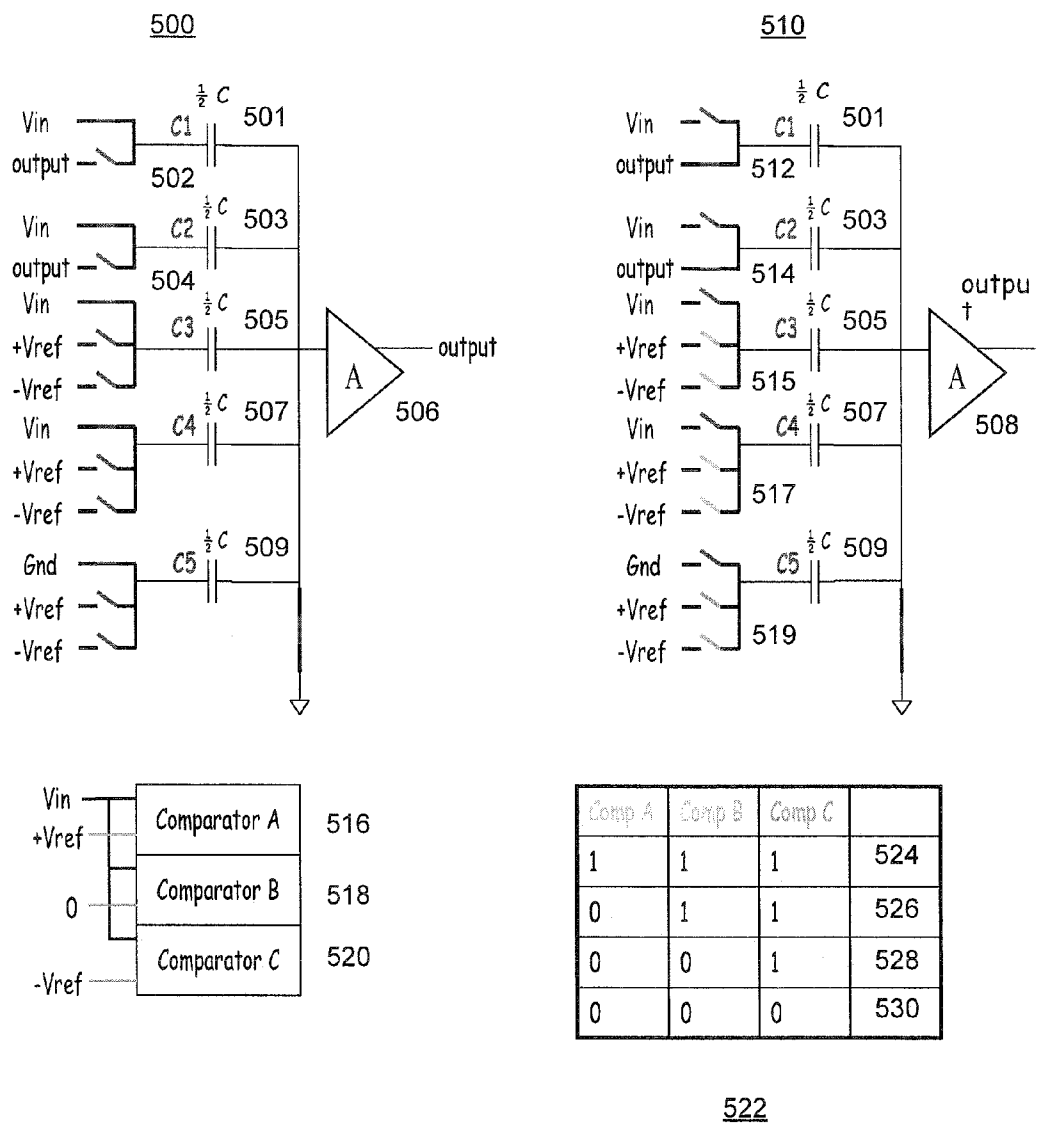 500
½ C
Vin
C1
501
output
502
½ C
Vin
C2
503
output
504
Vin
½ C
505
+Vref
C3
-Vref
A
output
506
Vin
½ C
507
C4
+Vref
-Vref
Gnd
½ C
509
C5
+Vref
-Vref
510
½ C
Vin
C1
501
output
512
½ C
Vin
C2
503
output
514
Vin
½ C
505
+Vref
C3
-Vref
515
outpu
t
A
508
Vin
½ C
507
C4
+Vref
517
-Vref
Gnd
½ C
509
C5
+Vref
519
-Vref
Vin
+Vref
Comparator A
516
0
Comparator B
518
-Vref
Comparator C
520
Comp A Comp B Comp C
1 1 1 524
0 1 1 526
0 0 1 528
0 0 0 530
522